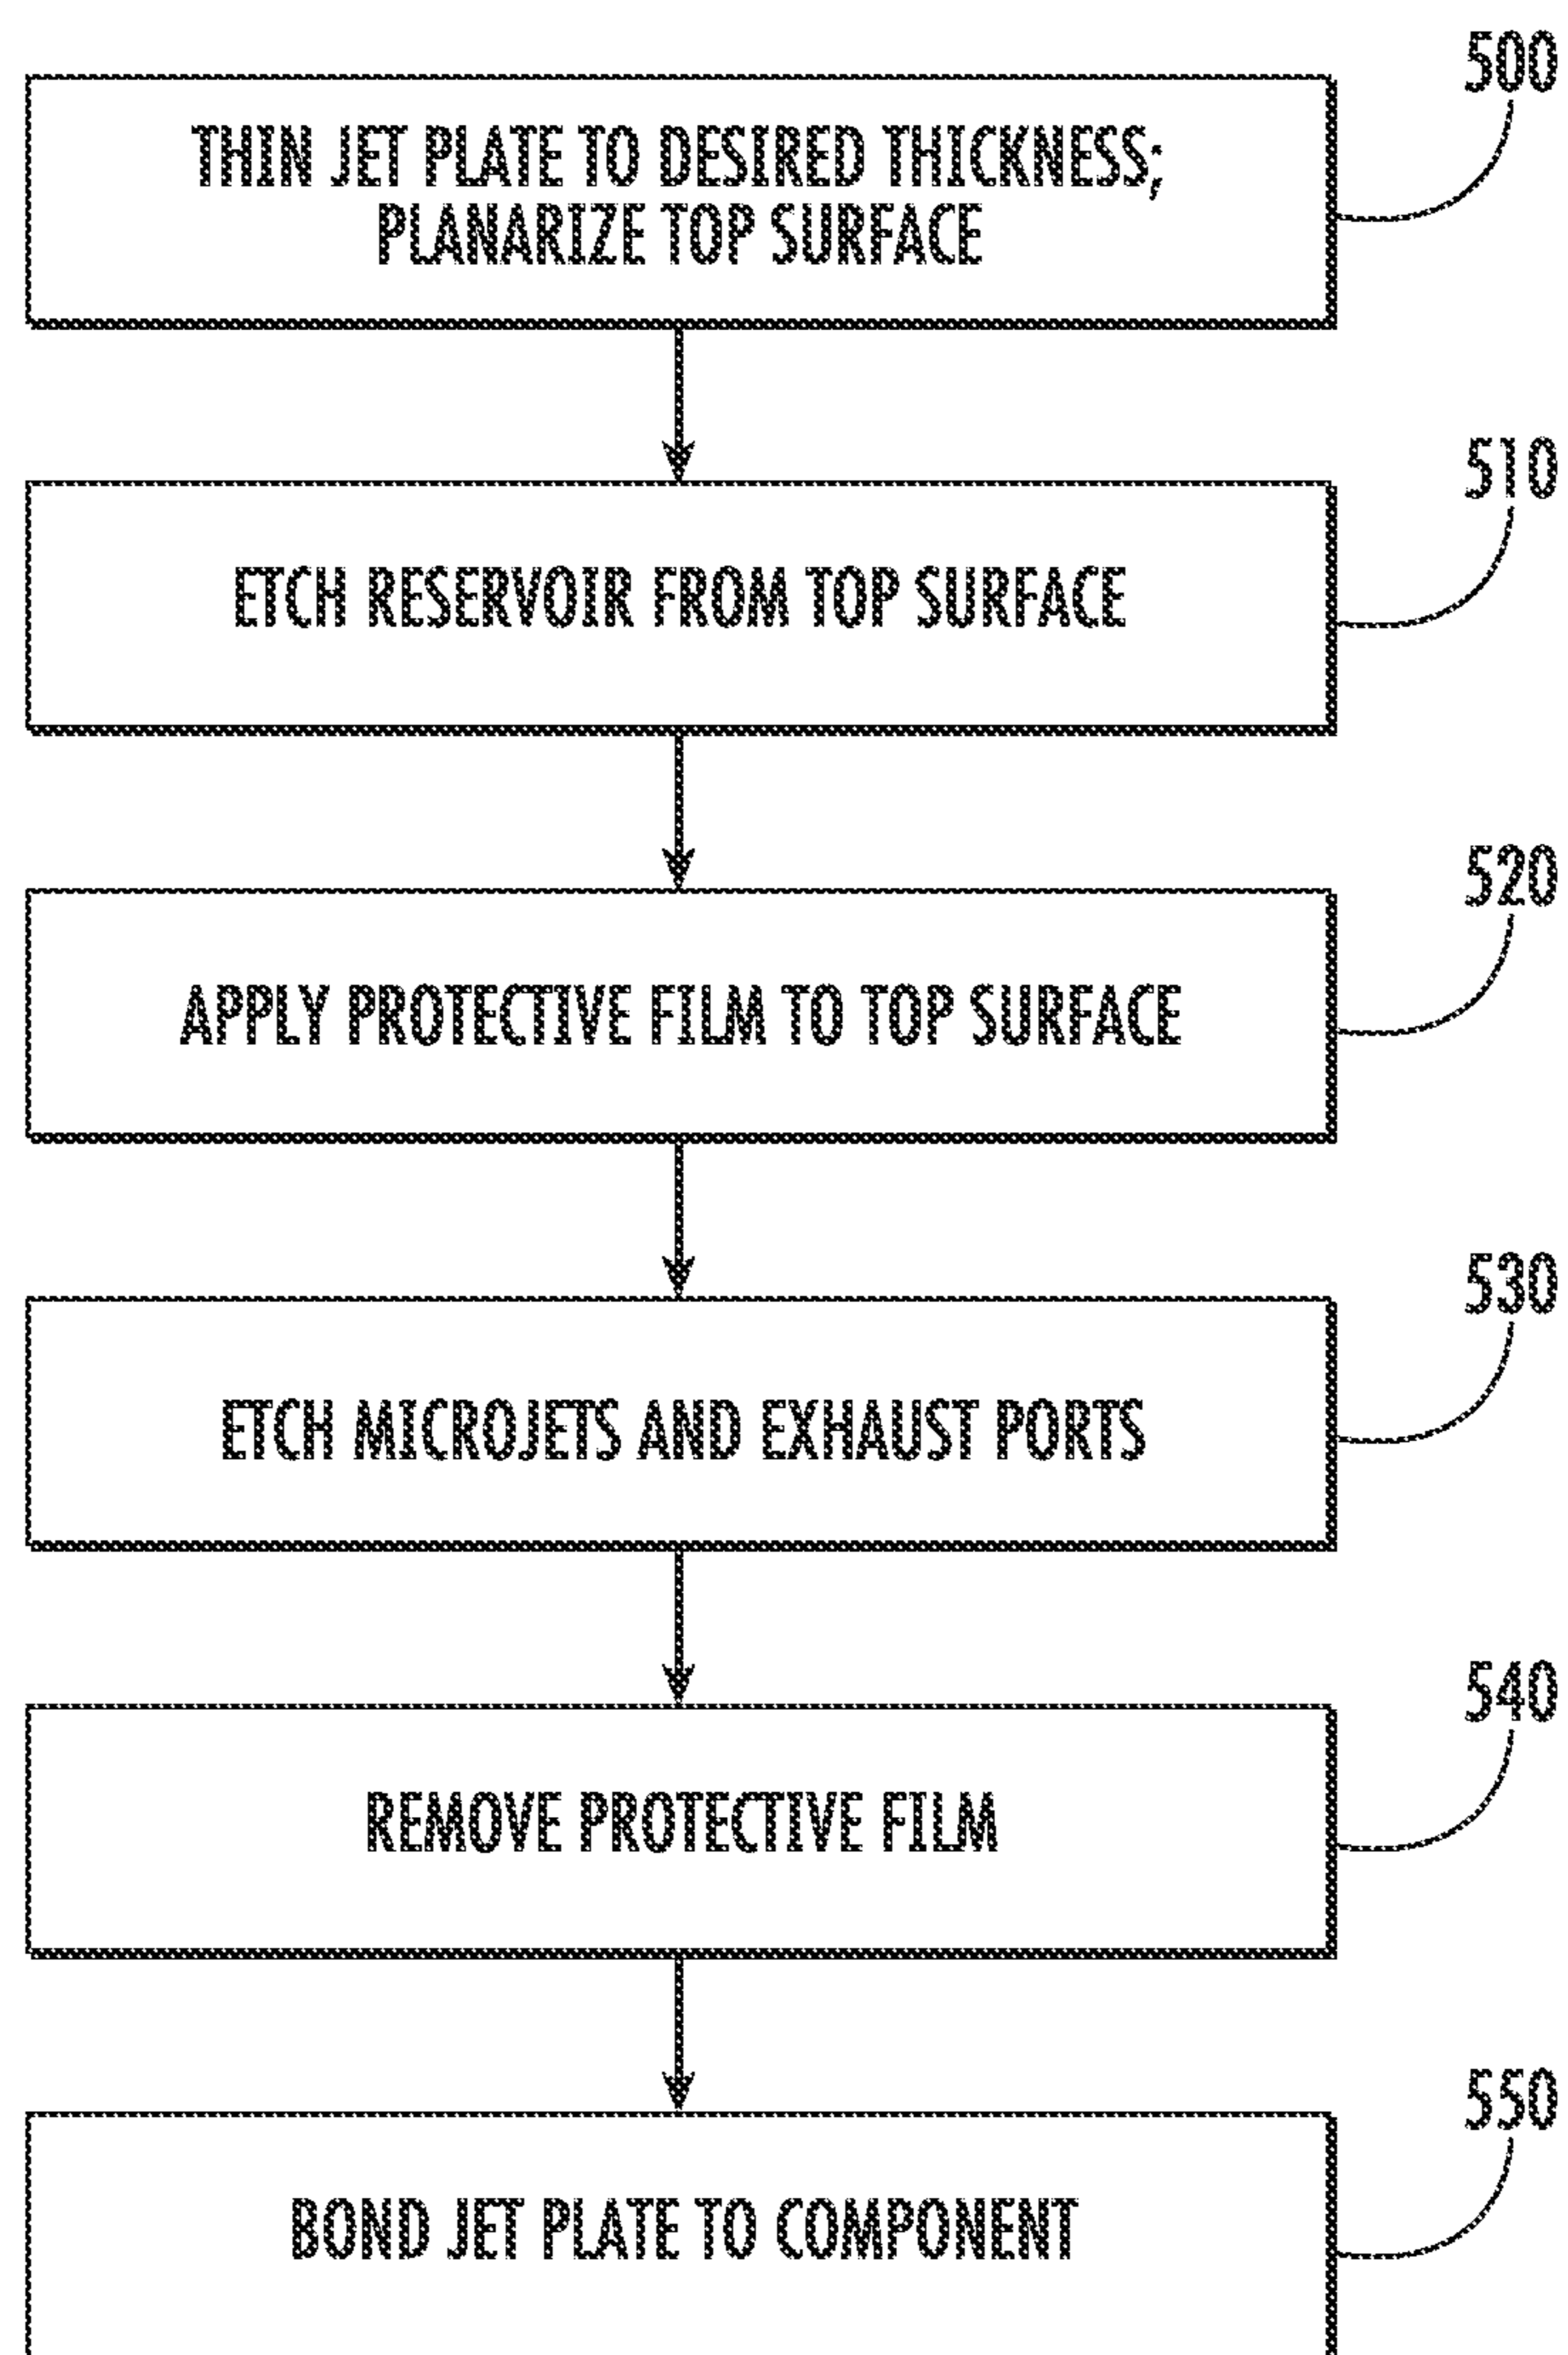 500
THIN JET PLATE TO DESIRED THICKNESS;
PLANARIZE TOP SURFACE
510
ETCH RESERVOIR FROM TOP SURFACE
520
APPLY PROTECTIVE FILM TO TOP SURFACE
530
ETCH MICROJETS AND EXHAUST PORTS
540
REMOVE PROTECTIVE FILM
550
BOND JET PLATE TO COMPONENT